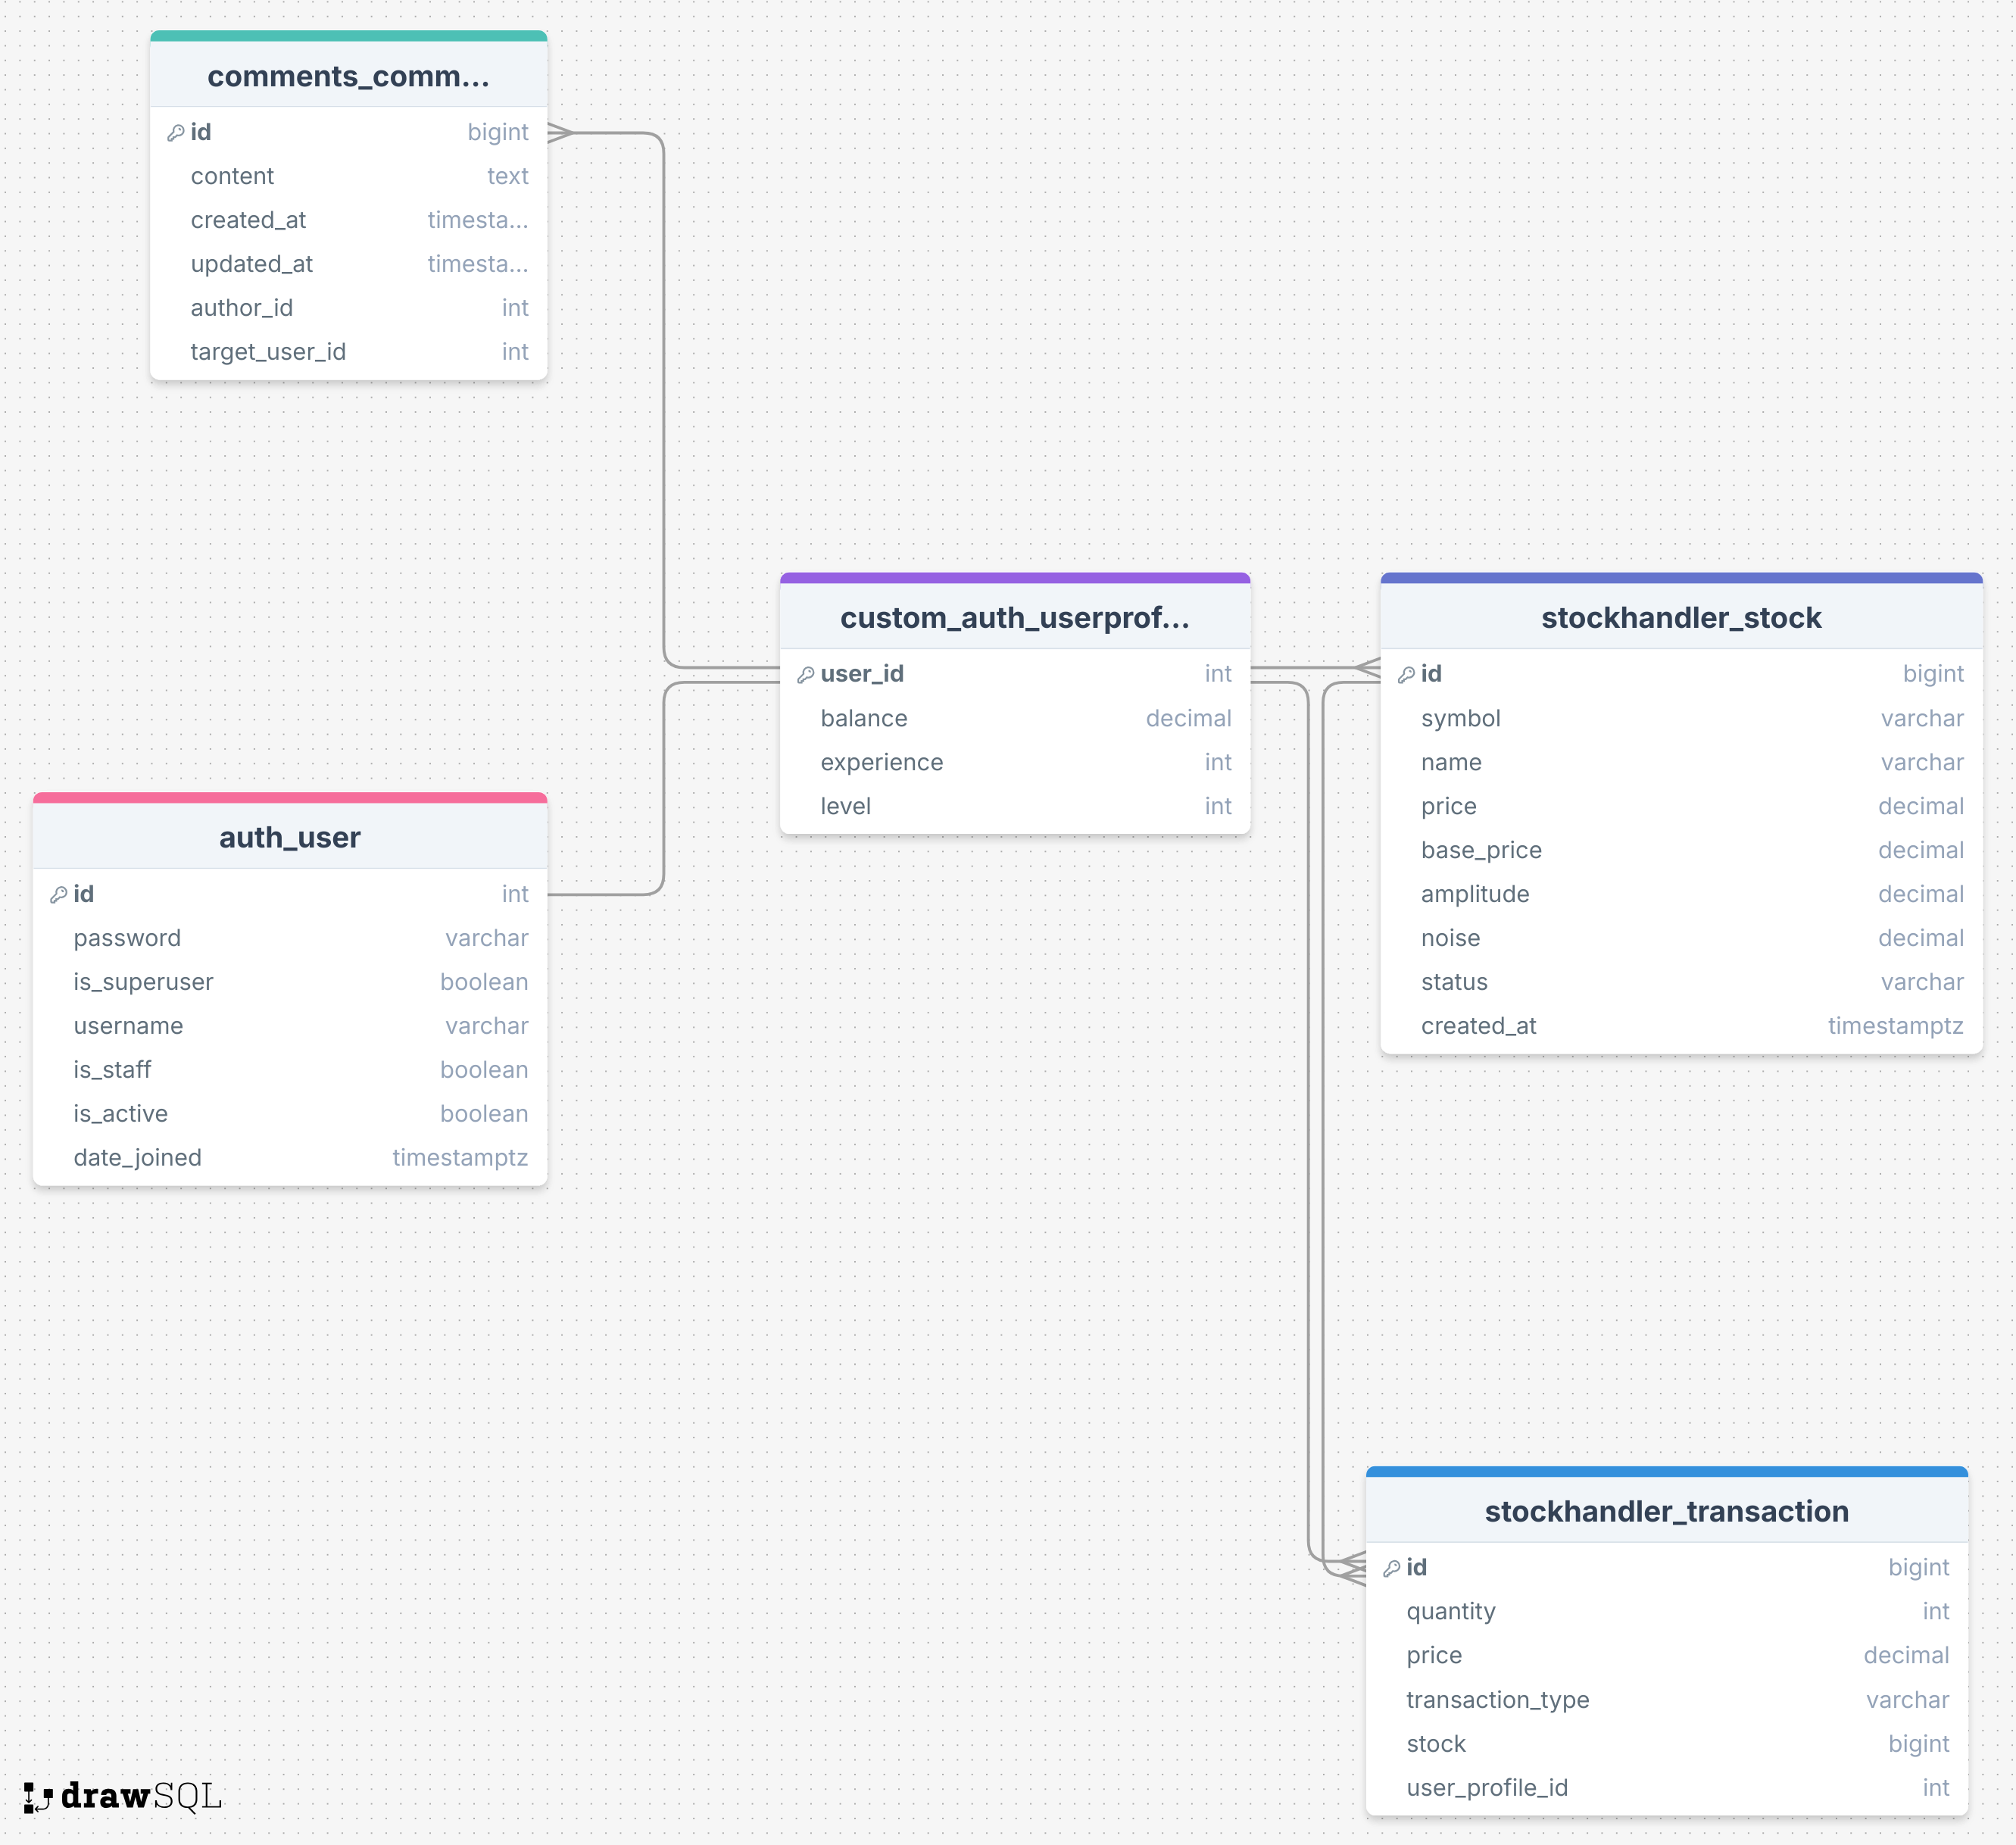 comments_comm...
id bigint
content text
created_at timesta...
updated_at timesta...
author_id int
target_user_id int
custom_auth_userprof...
user_id int
balance decimal
experience int
level int
stockhandler_stock
id bigint
symbol varchar
name varchar
price decimal
base_price decimal
amplitude decimal
noise decimal
status varchar
created_at timestamptz
auth_user
id int
password varchar
is_superuser boolean
username varchar
is_staff boolean
is_active boolean
date_joined timestamptz
stockhandler_transaction
id bigint
quantity int
price decimal
transaction_type varchar
stock bigint
user_profile_id int
drawSQL